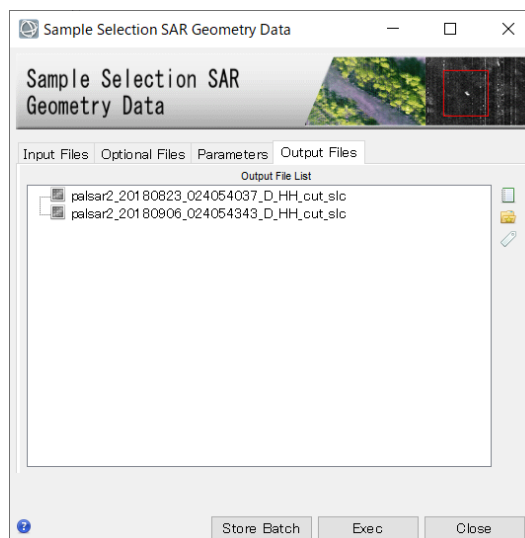 Sample Selection SAR Geometry Data
Sample Selection SAR
Geometry Data
Input Files Optional Files Parameters Output Files
Output File List
palsar2_20180823_024054037_D_HH_cut_slc
palsar2_20180906_024054343_D_HH_cut_slc
Store Batch Exec Close